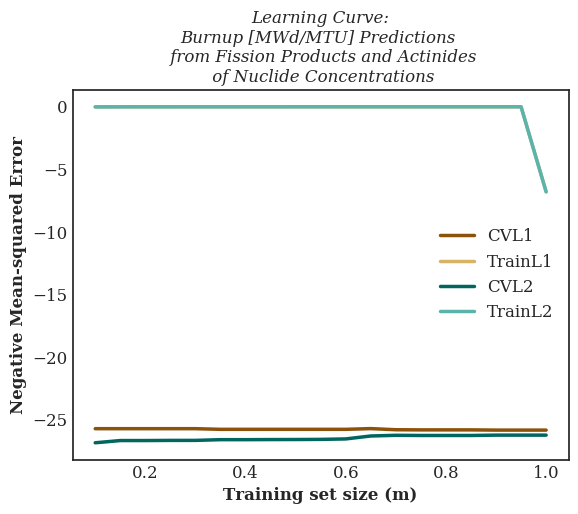 Learning Curve:
Burnup [MWd/MTU] Predictions
from Fission Products and Actinides
of Nuclide Concentrations
0
−5
−10
−15
−20
−25
Negative Mean-squared Error
CVL1
TrainL1
CVL2
TrainL2
0.2
0.4
0.6
0.8
1.0
Training set size (m)